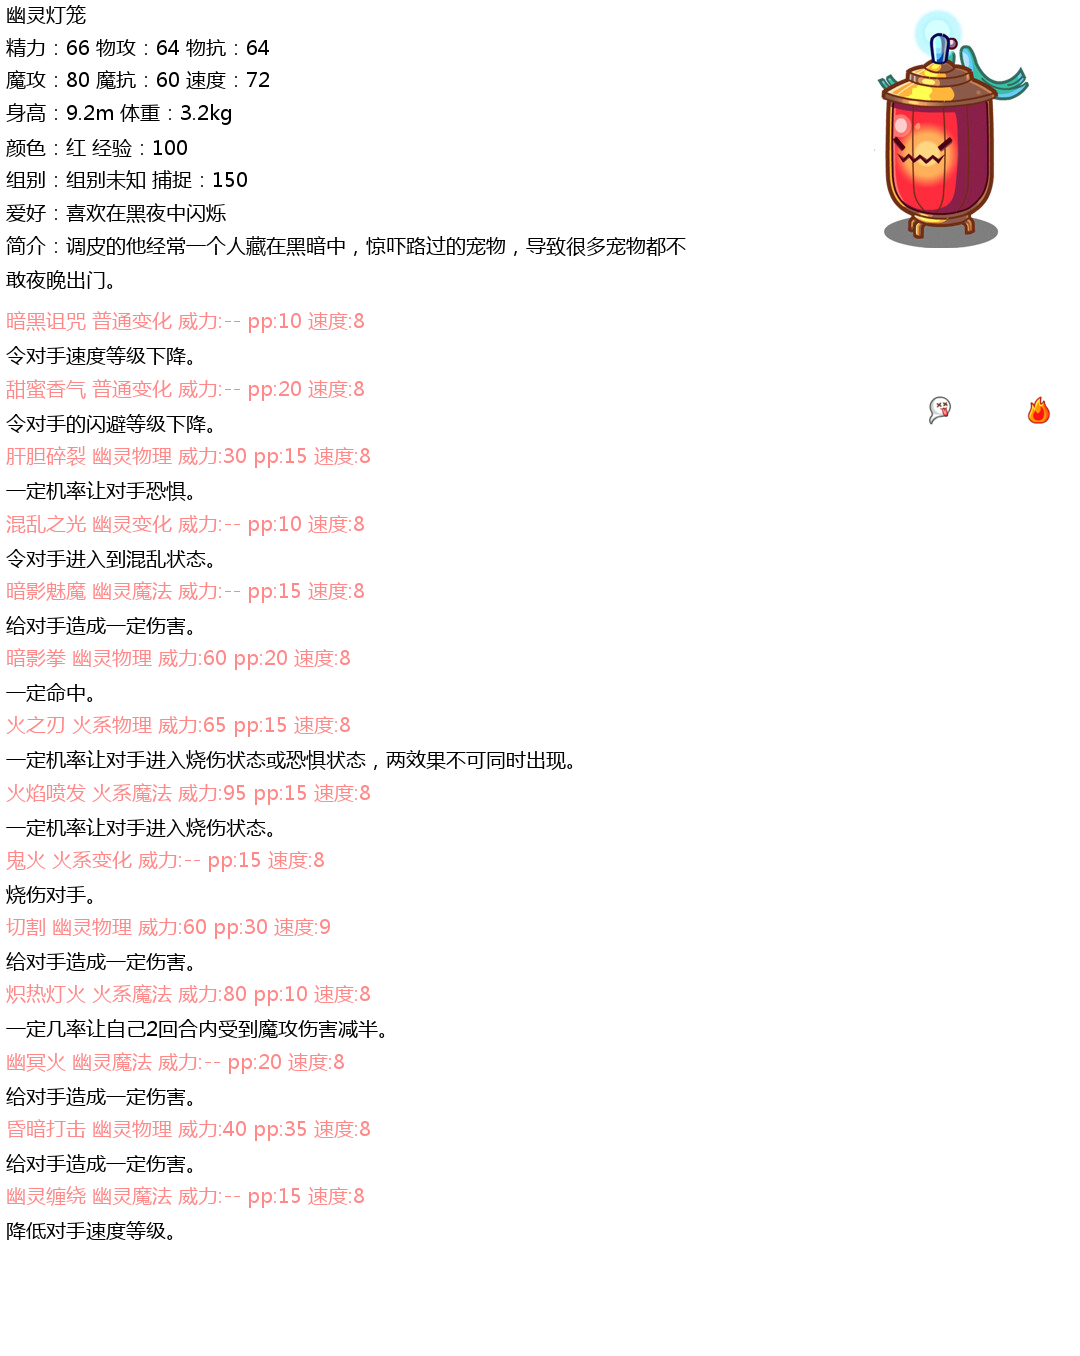 幽灵灯笼
精力：66 物攻：64 物抗：64
魔攻：80 魔抗：60 速度：72
身高：9.2m 体重：3.2kg
颜色：红 经验：100
组别：组别未知 捕捉：150
爱好：喜欢在黑夜中闪烁
简介：调皮的他经常一个人藏在黑暗中，惊吓路过的宠物，导致很多宠物都不
敢夜晚出门。
暗黑诅咒 普通变化 威力:-- pp:10 速度:8
令对手速度等级下降。
甜蜜香气 普通变化 威力:-- pp:20 速度:8
令对手的闪避等级下降。
肝胆碎裂 幽灵物理 威力:30 pp:15 速度:8
一定机率让对手恐惧。
混乱之光 幽灵变化 威力:-- pp:10 速度:8
令对手进入到混乱状态。
暗影魅魔 幽灵魔法 威力:-- pp:15 速度:8
给对手造成一定伤害。
暗影拳 幽灵物理 威力:60 pp:20 速度:8
一定命中。
火之刃 火系物理 威力:65 pp:15 速度:8
一定机率让对手进入烧伤状态或恐惧状态，两效果不可同时出现。
火焰喷发 火系魔法 威力:95 pp:15 速度:8
一定机率让对手进入烧伤状态。
鬼火 火系变化 威力:-- pp:15 速度:8
烧伤对手。
切割 幽灵物理 威力:60 pp:30 速度:9
给对手造成一定伤害。
炽热灯火 火系魔法 威力:80 pp:10 速度:8
一定几率让自己2回合内受到魔攻伤害减半。
幽冥火 幽灵魔法 威力:-- pp:20 速度:8
给对手造成一定伤害。
昏暗打击 幽灵物理 威力:40 pp:35 速度:8
给对手造成一定伤害。
幽灵缠绕 幽灵魔法 威力:-- pp:15 速度:8
降低对手速度等级。